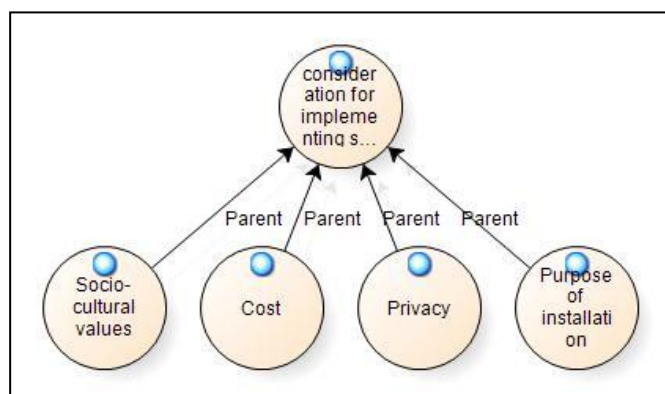 consider
ation for
impleme
nting s...
Parent
Parent
Parent
Parent
Socio-
cultural
values
Cost
Privacy
Purpose
of
installati
on